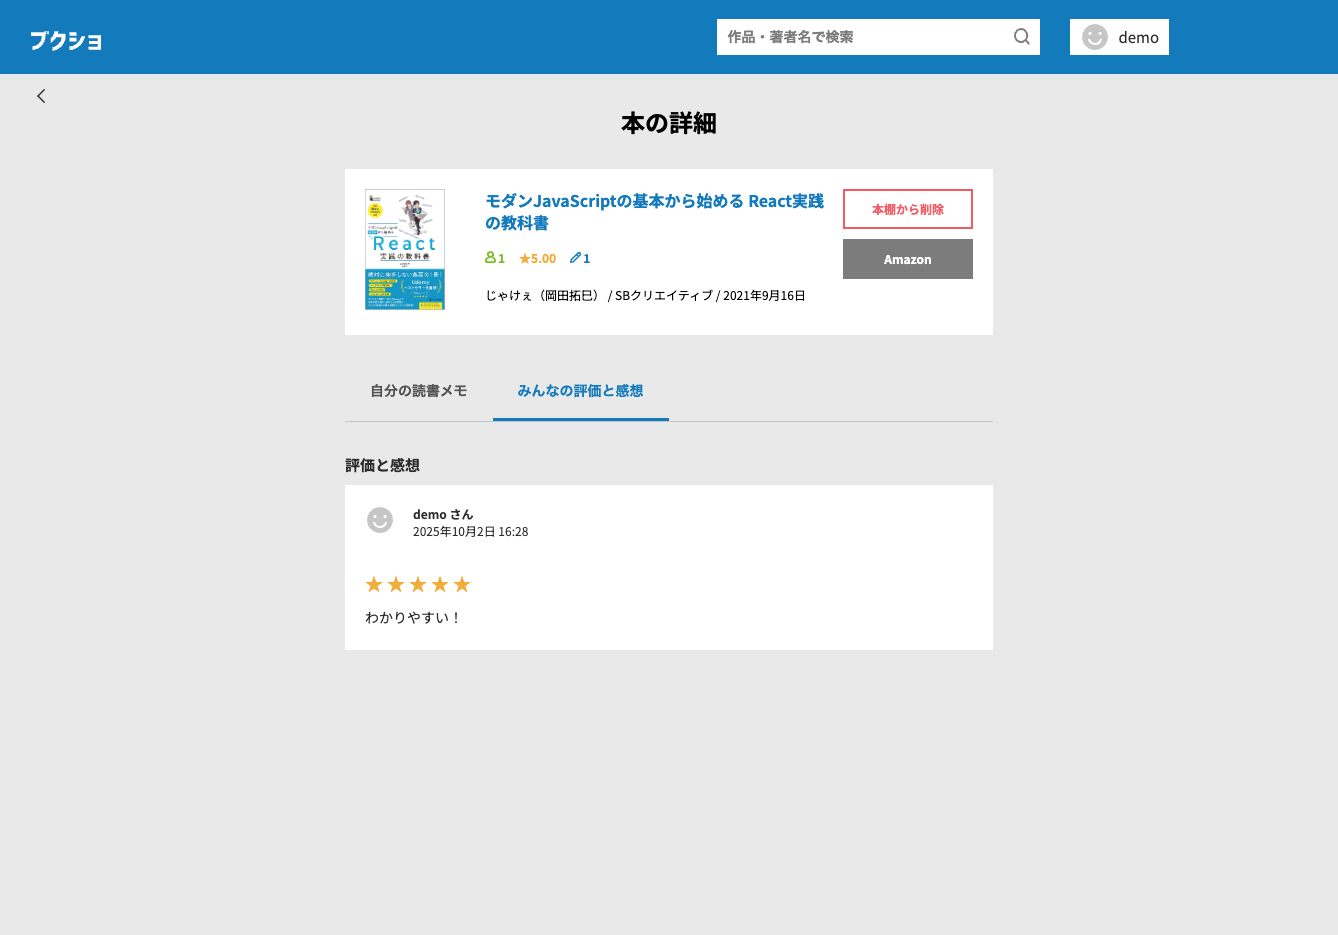 ブクショ
作品・著者名で検索
demo
本の詳細
React
実践の教科書
Udemy
モダンJavaScriptの基本から始める React実践
の教科書
本棚から削除
1 ★5.00 1
Amazon
じゃけぇ（岡田拓巳） / SBクリエイティブ / 2021年9月16日
自分の読書メモ みんなの評価と感想
評価と感想
demo さん
2025年10月2日 16:28
★★★★★
わかりやすい！